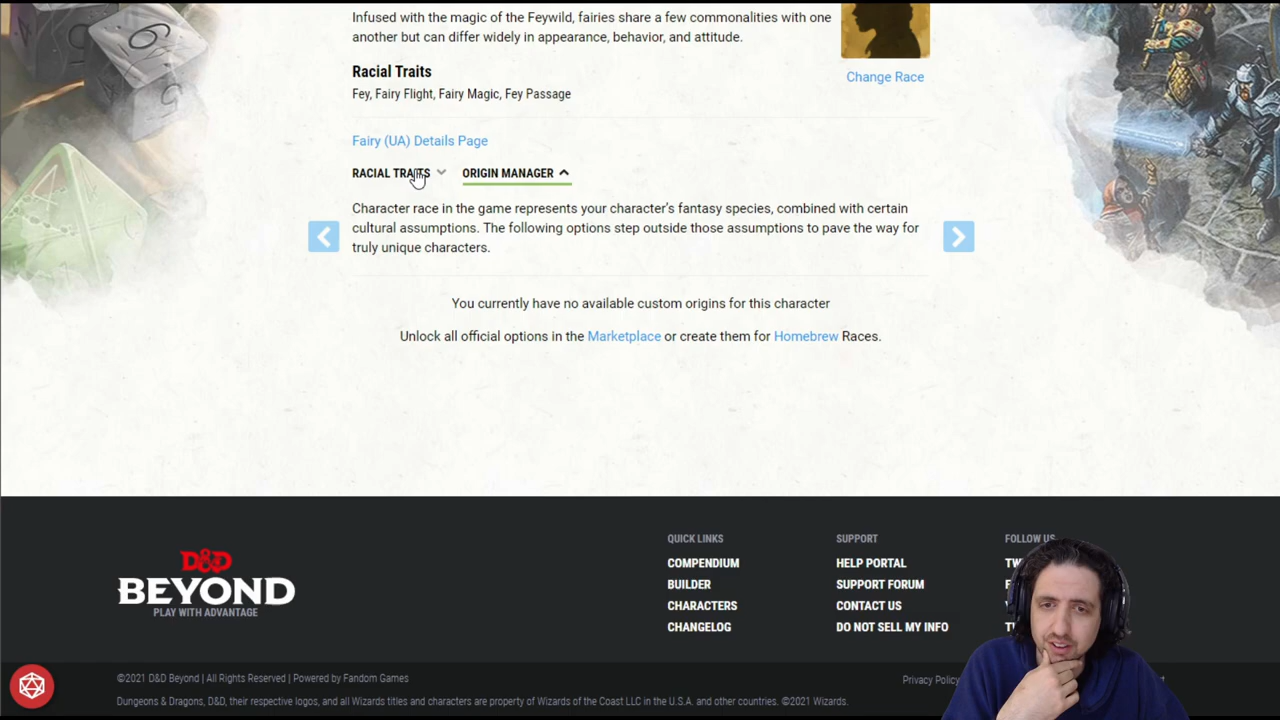 Infused with the magic of the Feywild, fairies share a few commonalities with one
another but can differ widely in appearance, behavior, and attitude.
Change Race
Racial Traits
Fey, Fairy Flight, Fairy Magic, Fey Passage
Fairy (UA) Details Page
RACIAL TRAITS ORIGIN MANAGER
Character race in the game represents your character's fantasy species, combined with certain
cultural assumptions. The following options step outside those assumptions to pave the way for
truly unique characters.
You currently have no available custom origins for this character
Unlock all official options in the Marketplace or create them for Homebrew Races.
D&D
BEYOND
PLAY WITH ADVANTAGE
QUICK LINKS
COMPENDIUM
BUILDER
CHARACTERS
CHANGELOG
SUPPORT
HELP PORTAL
SUPPORT FORUM
CONTACT US
DO NOT SELL MY INFO
FOLLOW US
©2021 D&D Beyond | All Rights Reserved | Powered by Fandom Games
Privacy Policy
Dungeons & Dragons, D&D, their respective logos, and all Wizards titles and characters are property of Wizards of the Coast LLC in the U.S.A. and other countries. ©2021 Wizards.